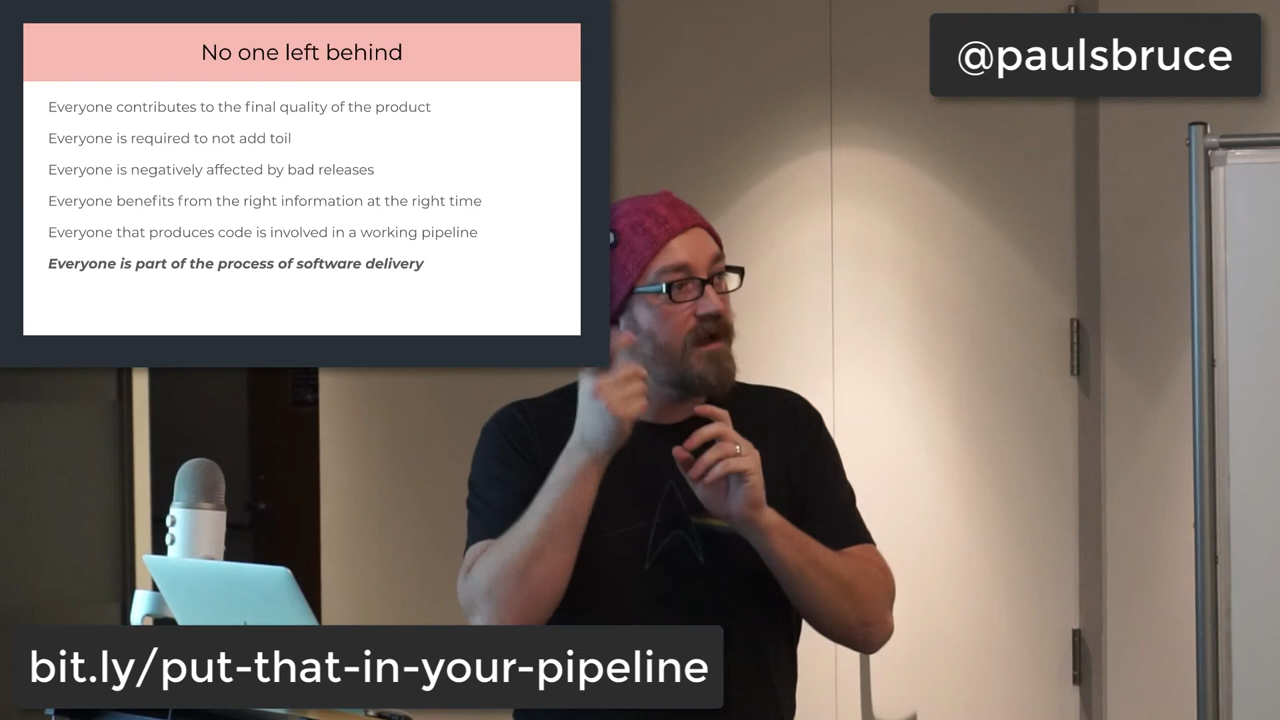 No one left behind
Everyone contributes to the final quality of the product
Everyone is required to not add toil
Everyone is negatively affected by bad releases
Everyone benefits from the right information at the right time
Everyone that produces code is involved in a working pipeline
Everyone is part of the process of software delivery
@paulsbruce
bit.ly/put-that-in-your-pipeline